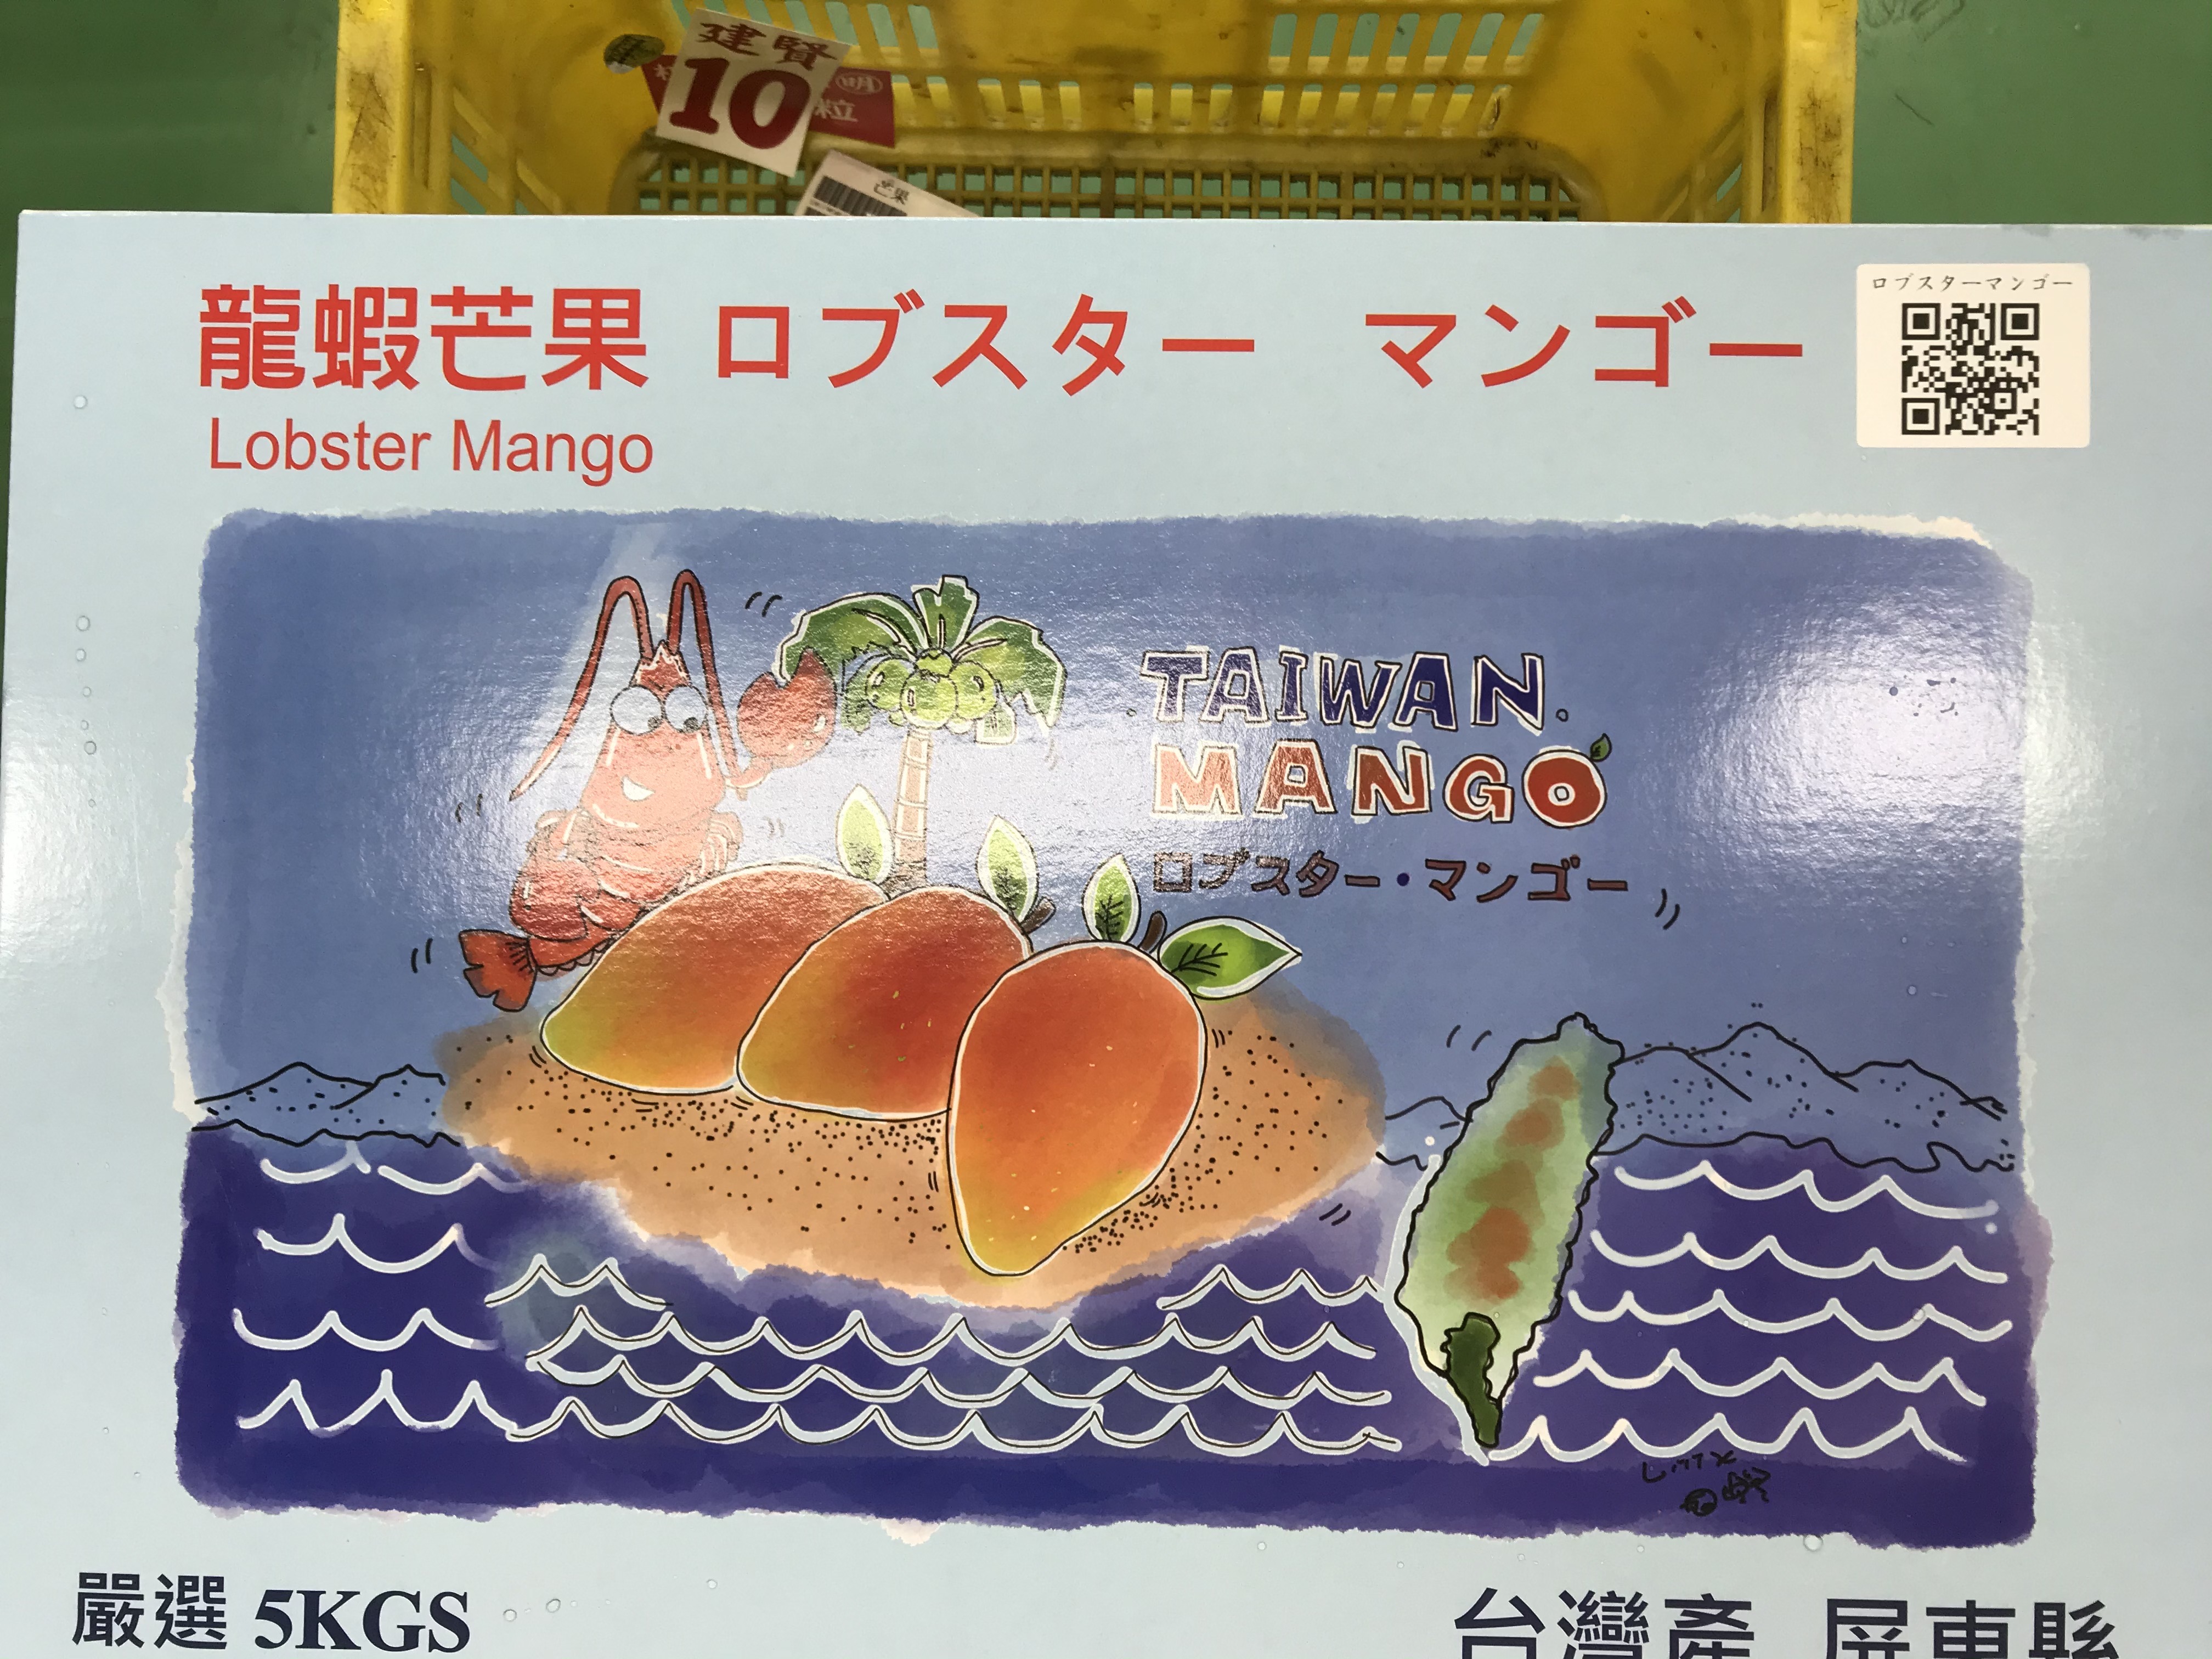 建賢
10
粒
芒果
龍蝦芒果 ロブスター マンゴー
ロブスターマンゴー
Lobster Mango
TAIWAN
MANGO
ロブスター・マンゴー
嚴選 5KGS
台灣產 屏東縣